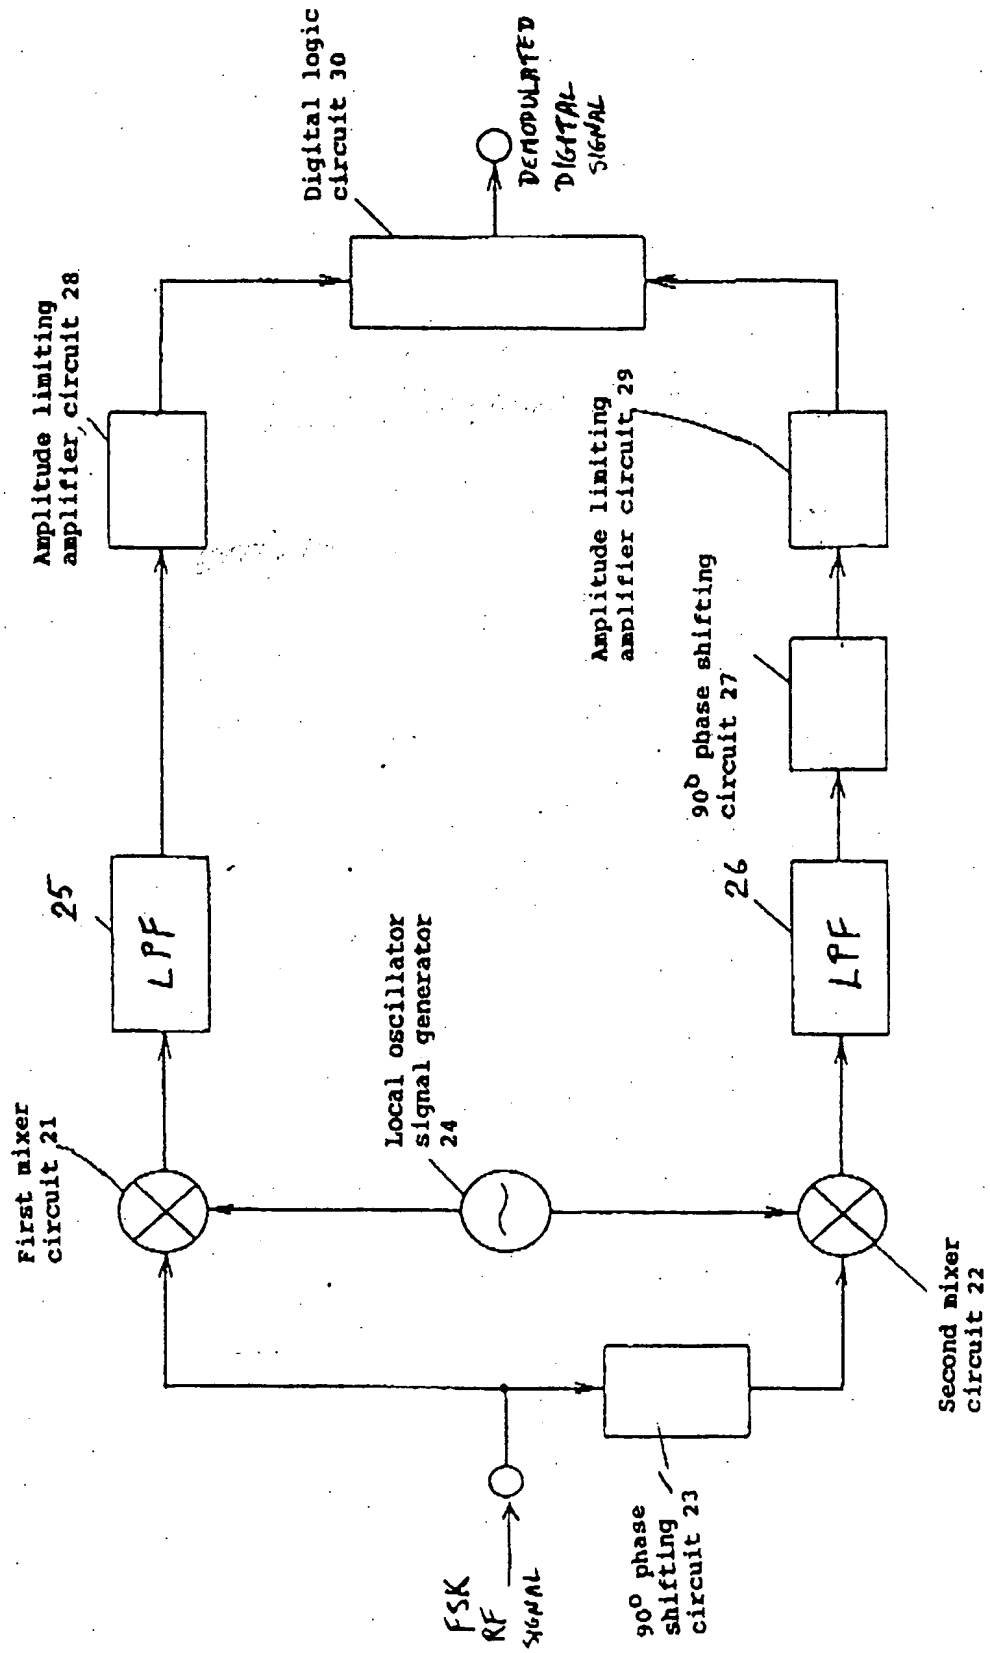 First mixer
circuit 21
25
LPF
Amplitude limiting
amplifier circuit 28
Digital logic
circuit 30
DEMODULATED
DIGITAL
SIGNAL
Local oscillator
signal generator
24
FSK
RF
SIGNAL
90° phase
shifting
circuit 23
Second mixer
circuit 22
26
LPF
90° phase shifting
circuit 27
Amplitude limiting
amplifier circuit 29